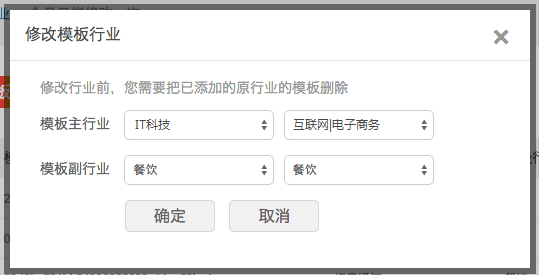 修改模板行业
修改行业前，您需要把已添加的原行业的模板删除
模板主行业 IT科技 互联网|电子商务
模板副行业 餐饮 餐饮
确定 取消